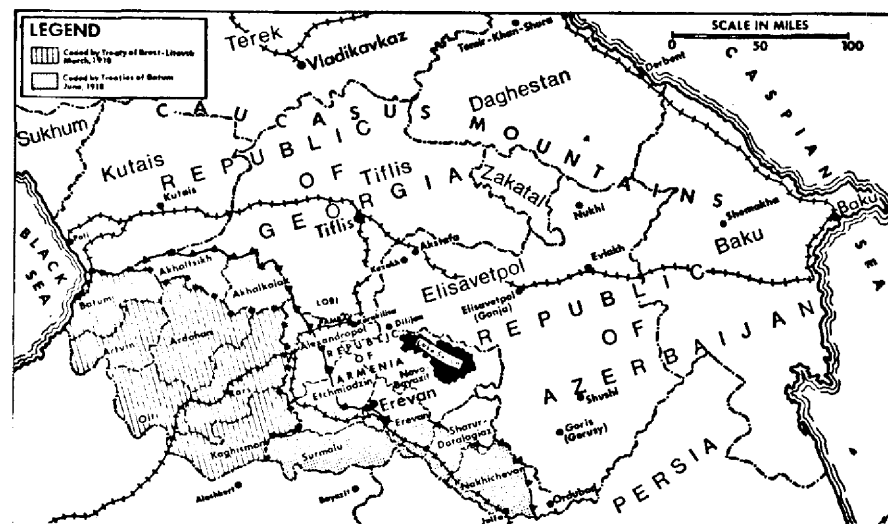 LEGEND
Ceded by Treaty of Brest-Litovsk
March, 1918
Ceded by Treaties of Batum
June, 1918
SCALE IN MILES
0 50 100
Terek
Vladikavkaz
Temir-Khan-Shura
Derbent
CASPIAN SEA
Daghestan
CAUCASUS MOUNTAINS
Sukhum
Kutais
Kutais
REPUBLIC OF GEORGIA
Tiflis
Tiflis
Zakatal
Nukhi
Shemakha
Baku
Baku
BLACK SEA
Poti
Akstafa
Evlakh
Elisavetpol
Elisavetpol
(Ganja)
REPUBLIC OF AZERBAIJAN
Batum
Akhaltsikh
Akhalkalak
LORI
Ardahan
Artvin
Alexandropol
Dilijan
REPUBLIC
OF
ARMENIA
Etchmiadzin
Novo
Bayazit
Erevan
Erevan
Olti
Kars
Kaghisman
Surmalu
Sharur
Daralagiaz
Nakhichevan
Shushi
Goris
(Gerusy)
Ordubad
Julfa
PERSIA
Alashkert
Bayazit